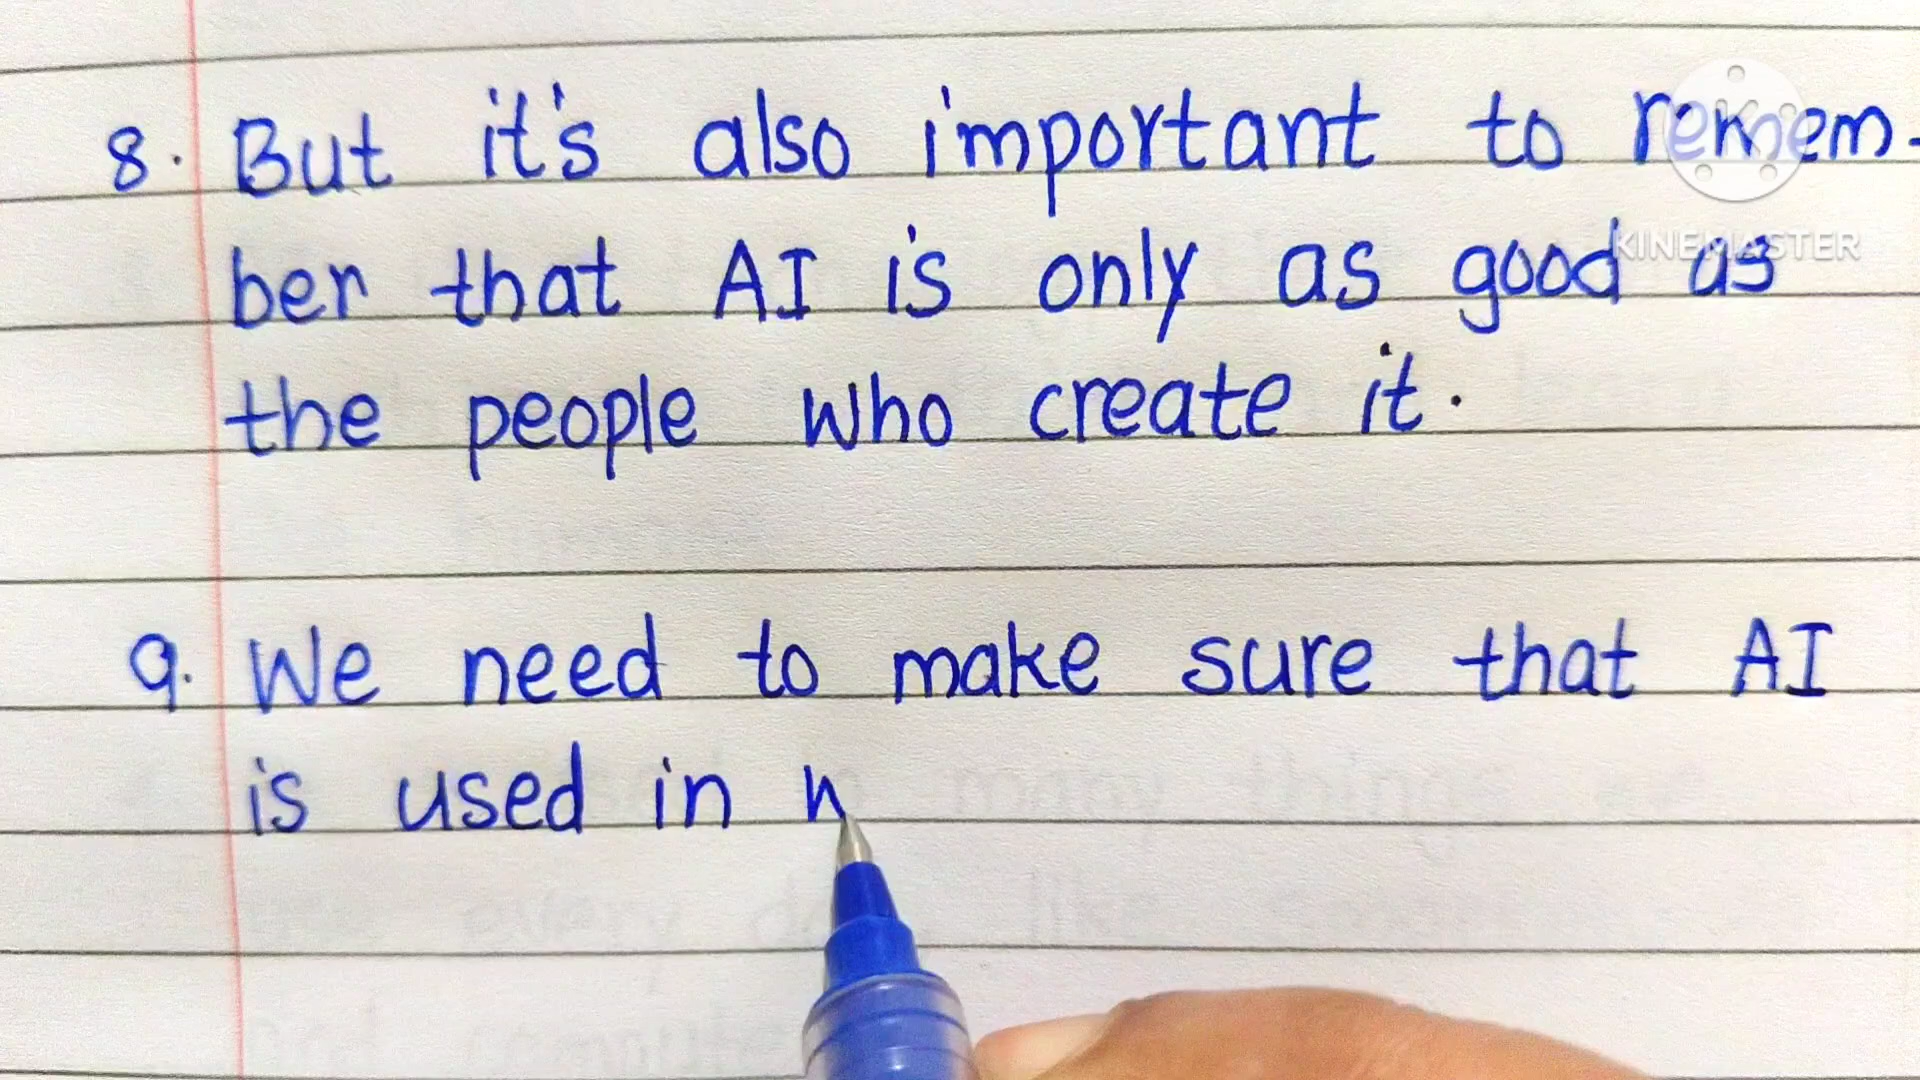 8. But it's also important to remem-
ber that AI is only as good as
the people who create it.
9. We need to make sure that AI
is used in
KINEMASTER